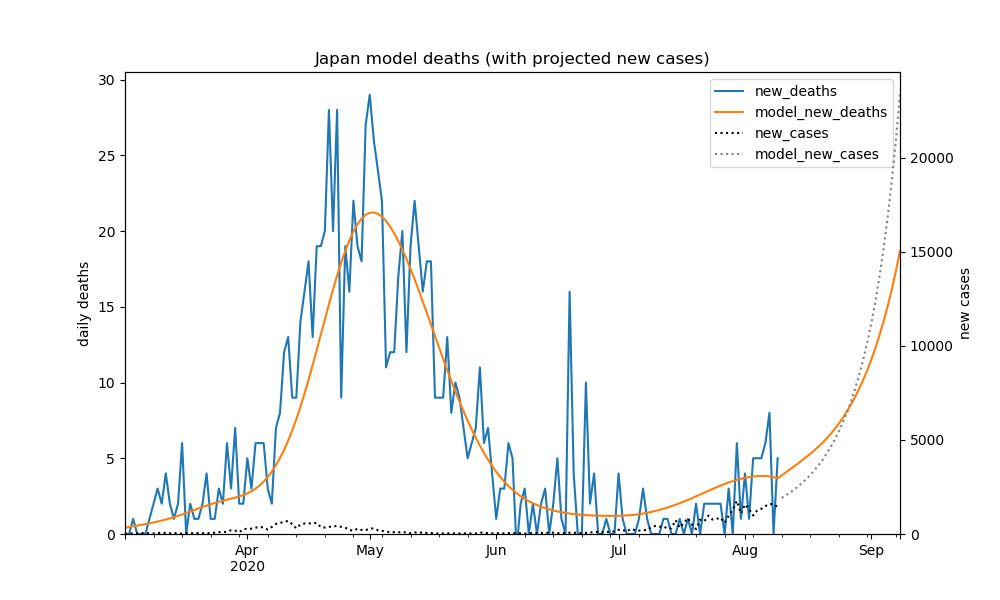 Japan model deaths (with projected new cases)
30
25
20
15
10
5
0
daily deaths
new_deaths
model_new_deaths
new_cases
model_new_cases
20000
15000
10000
5000
0
new cases
Apr
2020
May
Jun
Jul
Aug
Sep